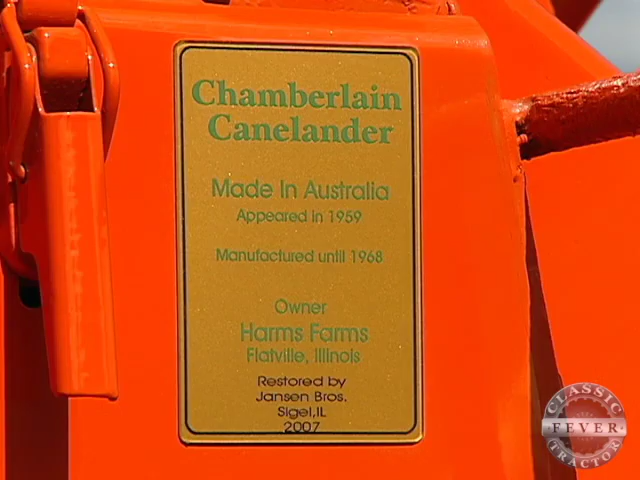 Chamberlain
Canelander
Made In Australia
Appeared in 1959
Manufactured until 1968
Owner
Harms Farms
Flatville, Illinois
Restored by
Jansen Bros.
Sigel,IL
2007
CLASSIC
FEVER
TRACTOR